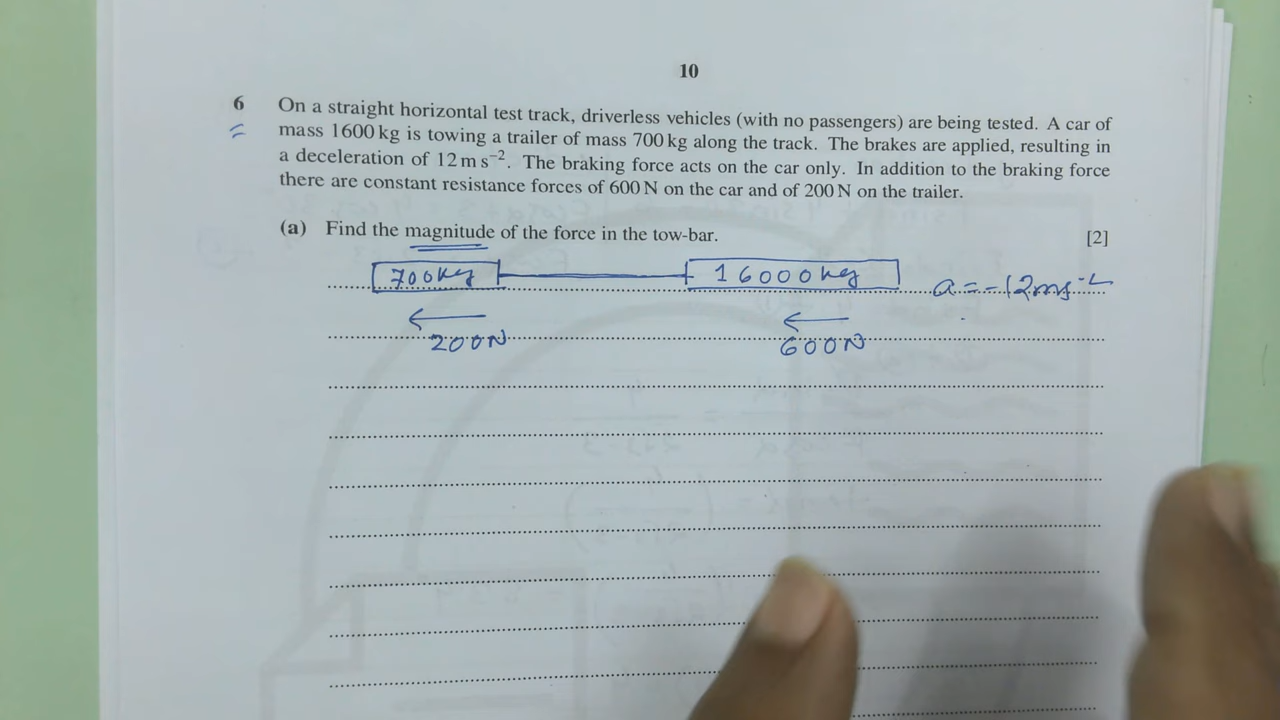 10
6 On a straight horizontal test track, driverless vehicles (with no passengers) are being tested. A car of
mass 1600 kg is towing a trailer of mass 700 kg along the track. The brakes are applied, resulting in
a deceleration of 12 m s⁻². The braking force acts on the car only. In addition to the braking force
there are constant resistance forces of 600 N on the car and of 200 N on the trailer.
(a) Find the magnitude of the force in the tow-bar. [2]
700kg 16000kg a = -12ms⁻²
200N 600N